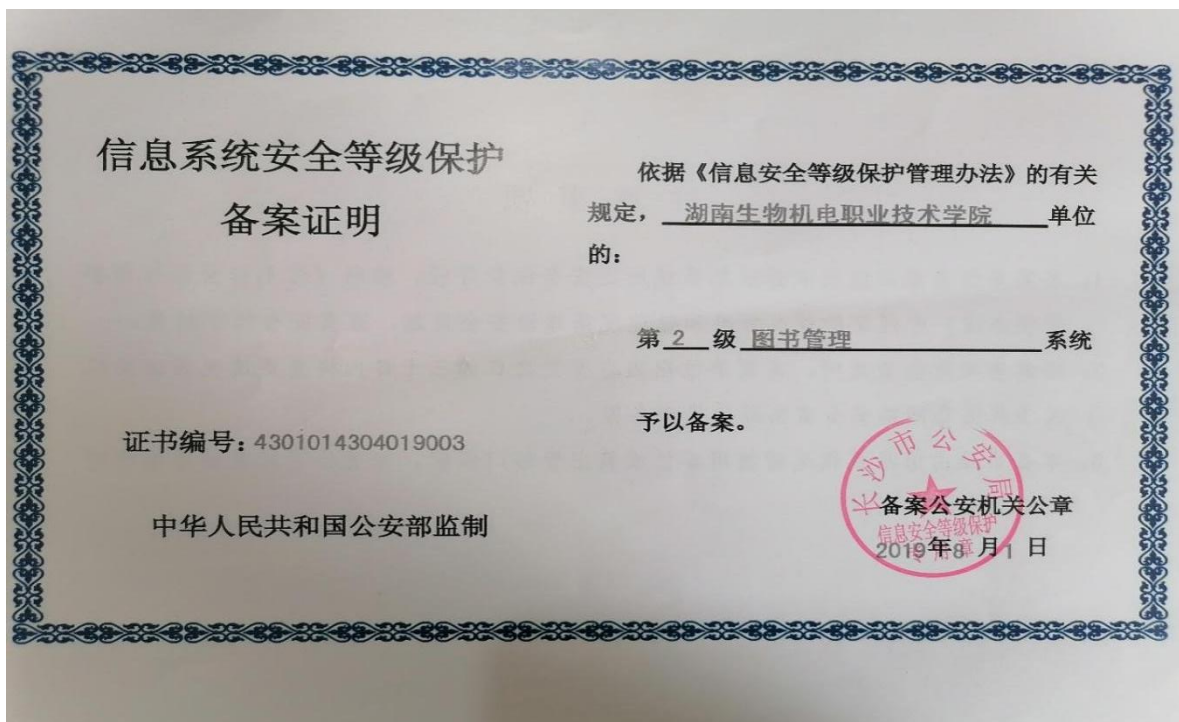 信息系统安全等级保护
备案证明
证书编号：4301014304019003
中华人民共和国公安部监制
依据《信息安全等级保护管理办法》的有关
规定，湖南生物机电职业技术学院单位
的：
第2级图书管理系统
予以备案。
长沙市公安局
信息安全等级保护
专用章
备案公安机关公章
2019年8月1日